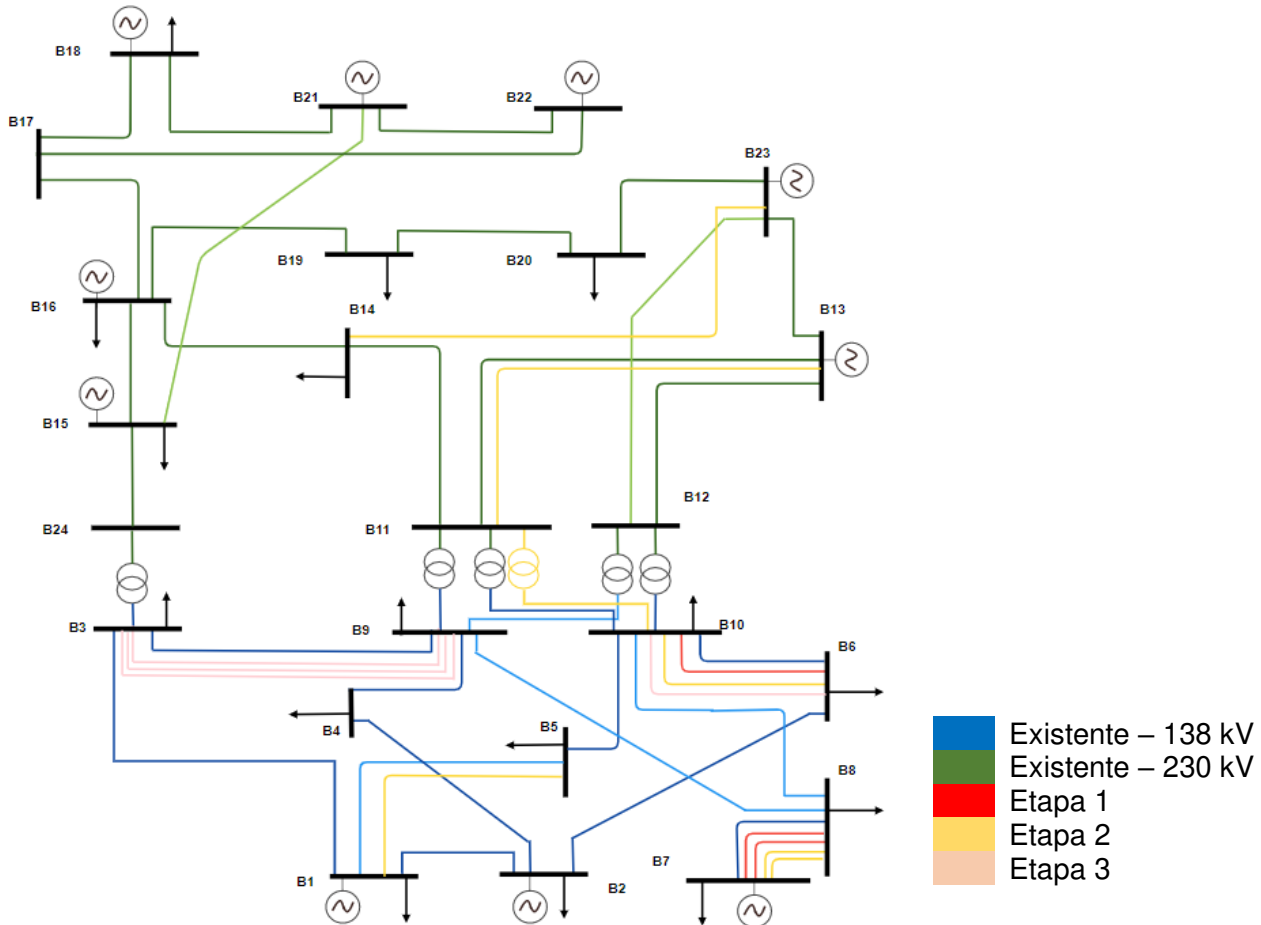 B18
B21
B22
B17
B23
B19
B20
B16
B14
B13
B15
B12
B24
B11
B3
B9
B10
B6
B4
B5
B8
B7
B1
B2
Existente – 138 kV
Existente – 230 kV
Etapa 1
Etapa 2
Etapa 3